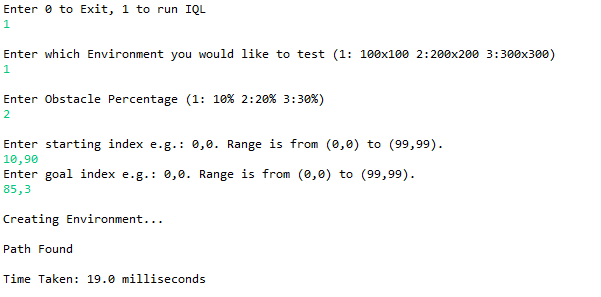 Enter 0 to Exit, 1 to run IQL
1
Enter which Environment you would like to test (1: 100x100 2:200x200 3:300x300)
1
Enter Obstacle Percentage (1: 10% 2:20% 3:30%)
2
Enter starting index e.g.: 0,0. Range is from (0,0) to (99,99).
10,90
Enter goal index e.g.: 0,0. Range is from (0,0) to (99,99).
85,3
Creating Environment...
Path Found
Time Taken: 19.0 milliseconds